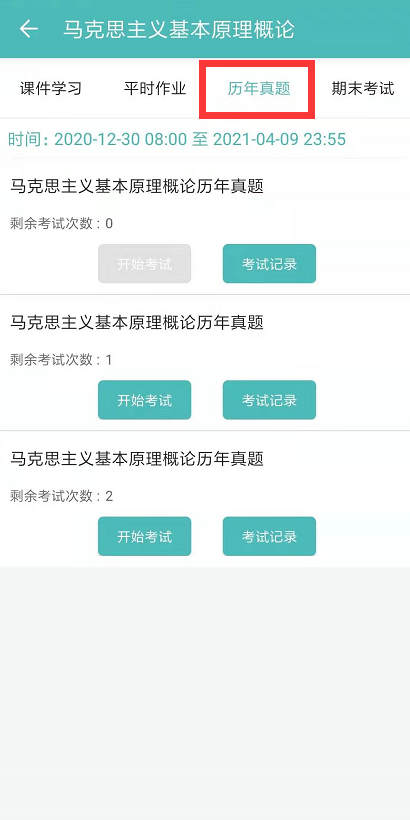 马克思主义基本原理概论
课件学习 平时作业 历年真题 期末考试
时间：2020-12-30 08:00 至 2021-04-09 23:55
马克思主义基本原理概论历年真题
剩余考试次数：0
开始考试 考试记录
马克思主义基本原理概论历年真题
剩余考试次数：1
开始考试 考试记录
马克思主义基本原理概论历年真题
剩余考试次数：2
开始考试 考试记录